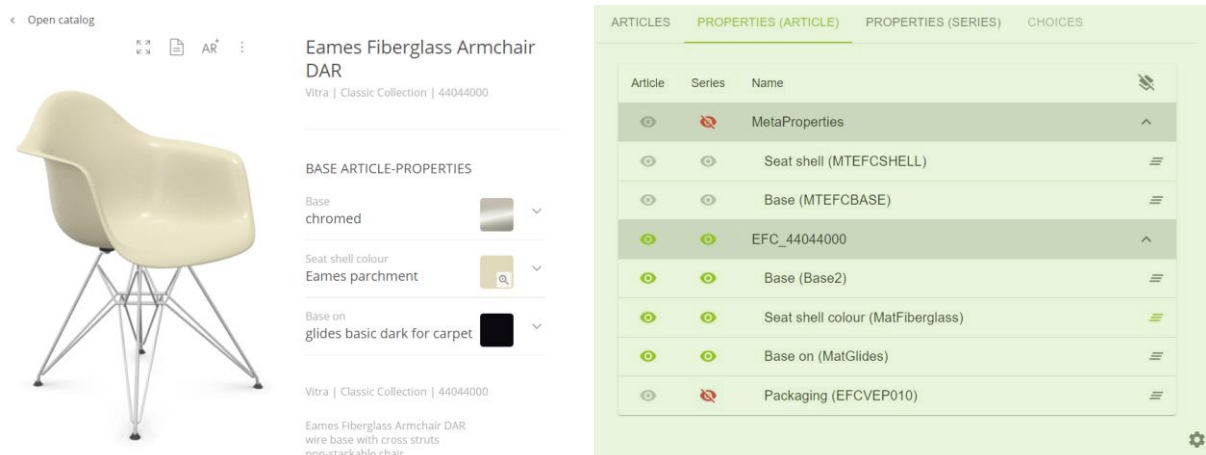 Open catalog
AR
Eames Fiberglass Armchair
DAR
Vitra | Classic Collection | 44044000
BASE ARTICLE-PROPERTIES
Base
chromed
Seat shell colour
Eames parchment
Base on
glides basic dark for carpet
Vitra | Classic Collection | 44044000
Eames Fiberglass Armchair DAR
wire base with cross struts
non-stackable chair
ARTICLES PROPERTIES (ARTICLE) PROPERTIES (SERIES) CHOICES
Article Series Name
MetaProperties
Seat shell (MTEFCSHELL)
Base (MTEFCBASE)
EFC_44044000
Base (Base2)
Seat shell colour (MatFiberglass)
Base on (MatGlides)
Packaging (EFCVEP010)